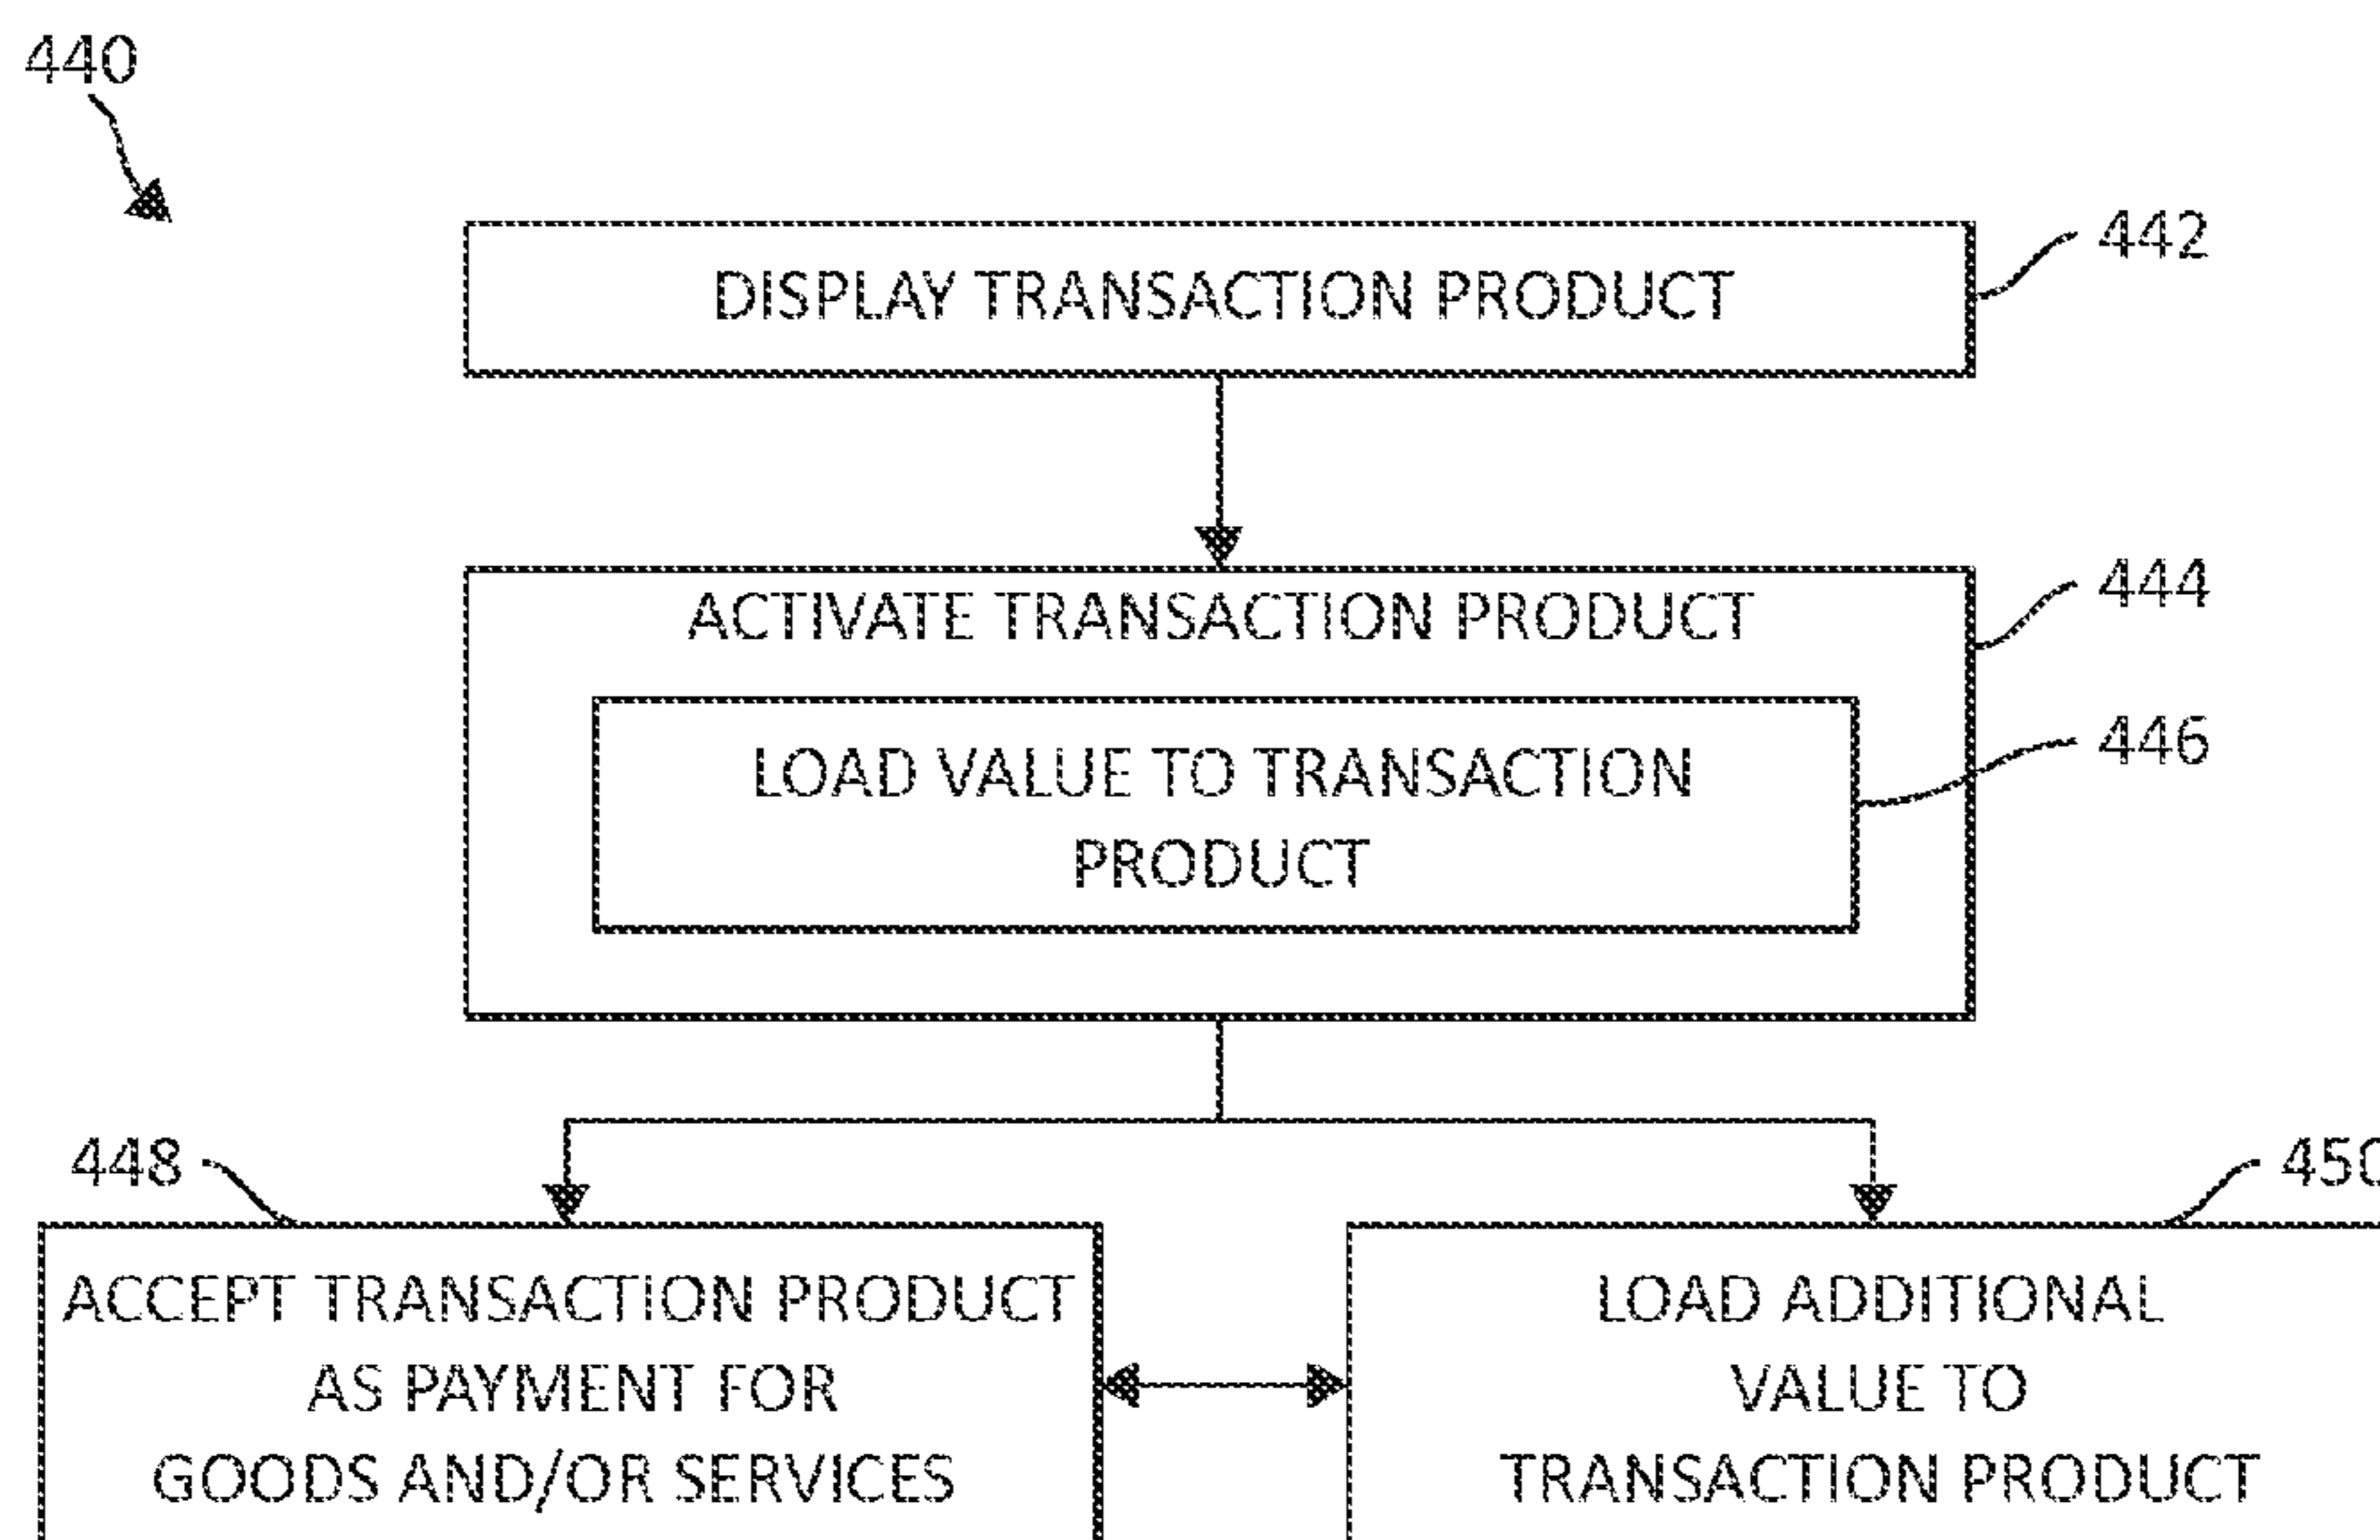 440
442
DISPLAY TRANSACTION PRODUCT
444
ACTIVATE TRANSACTION PRODUCT
446
LOAD VALUE TO TRANSACTION
PRODUCT
448
450
ACCEPT TRANSACTION PRODUCT
AS PAYMENT FOR
GOODS AND/OR SERVICES
LOAD ADDITIONAL
VALUE TO
TRANSACTION PRODUCT